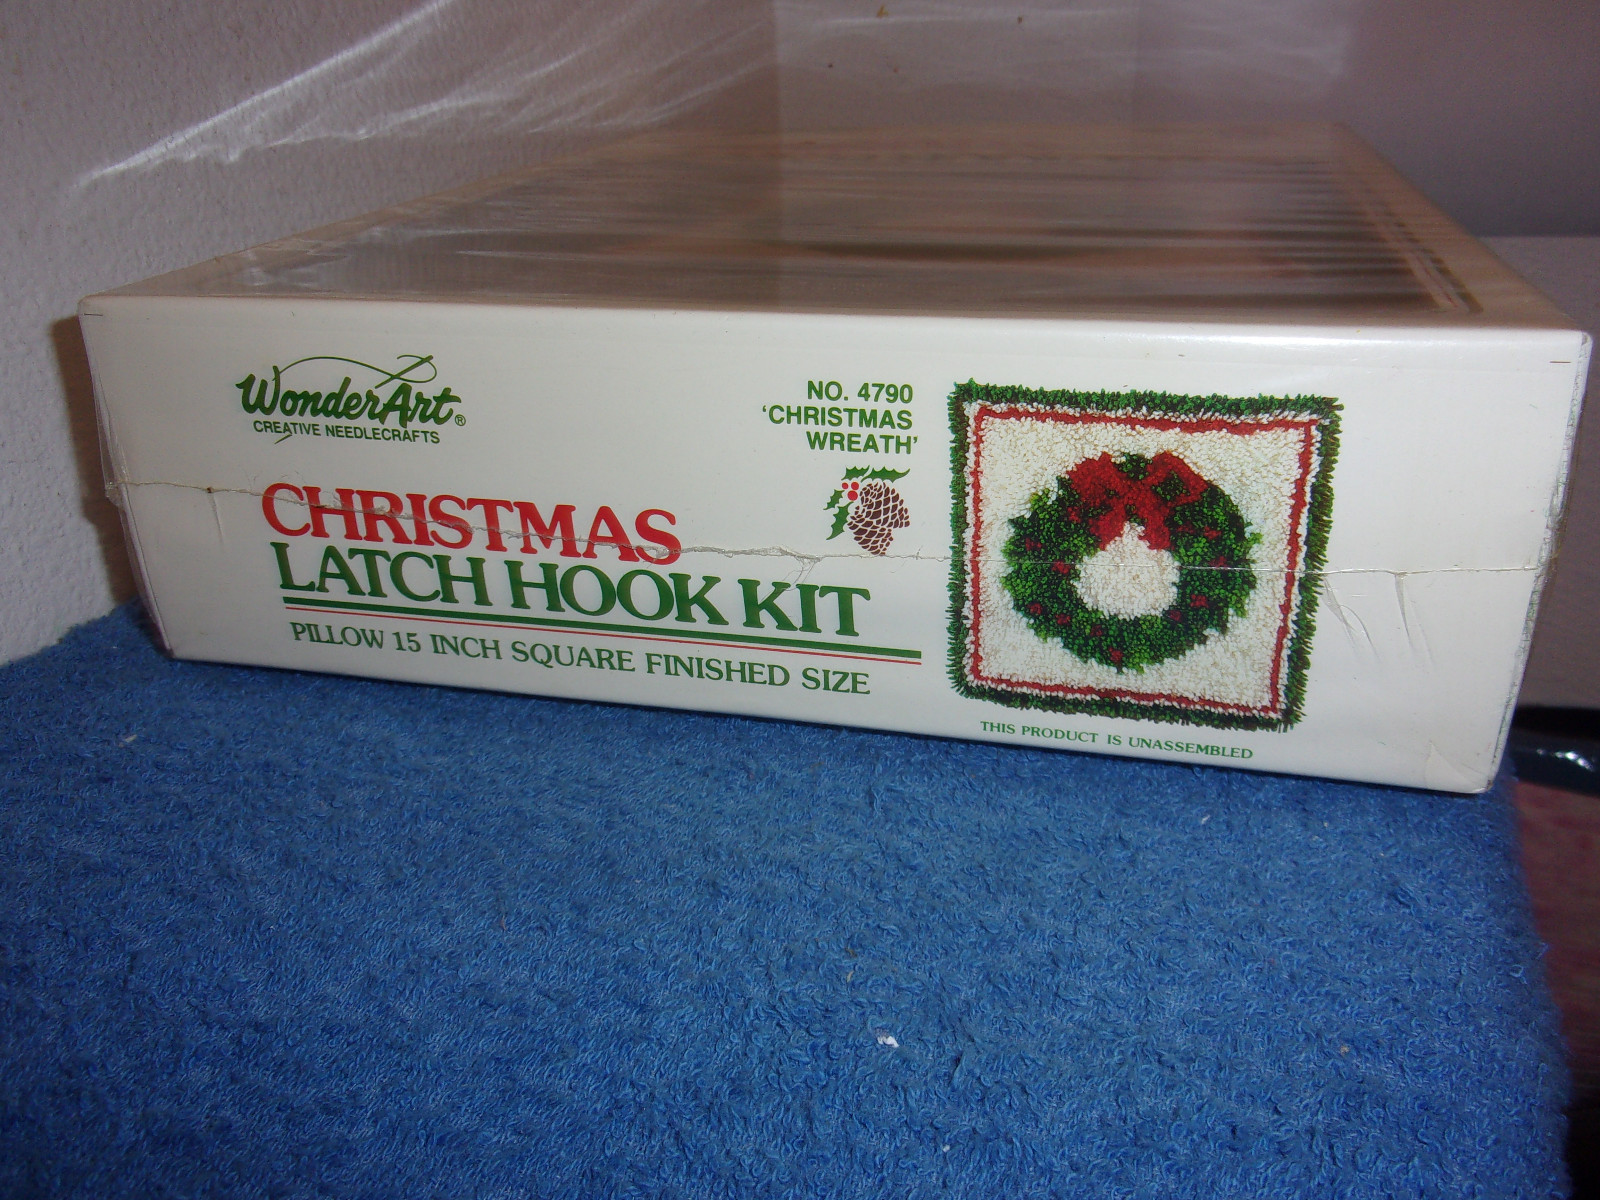 WonderArt®
CREATIVE NEEDLECRAFTS
NO. 4790
'CHRISTMAS
WREATH'
CHRISTMAS
LATCH HOOK KIT
PILLOW 15 INCH SQUARE FINISHED SIZE
THIS PRODUCT IS UNASSEMBLED